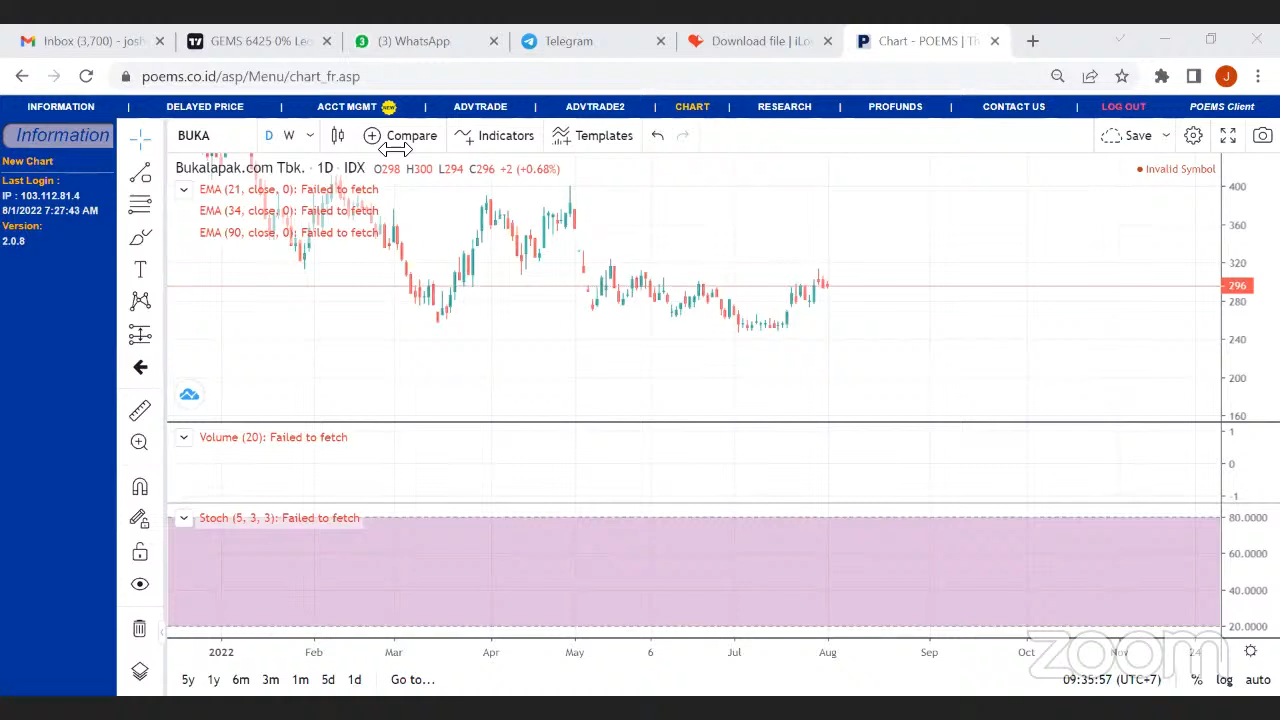 Inbox (3,700) - josh
GEMS 6425 0% Le
(3) WhatsApp
Telegram
Download file | iLo
Chart - POEMS | Th
poems.co.id/asp/Menu/chart_fr.asp
J
INFORMATION | DELAYED PRICE | ACCT MGMT NEW | ADVTRADE | ADVTRADE2 | CHART | RESEARCH | PROFUNDS | CONTACT US | LOG OUT POEMS Client
Information
New Chart
Last Login :
IP : 103.112.81.4
8/1/2022 7:27:43 AM
Version:
2.0.8
BUKA D W Compare Indicators Templates Save
Bukalapak.com Tbk. · 1D · IDX O298 H300 L294 C296 +2 (+0.68%)
Invalid Symbol
EMA (21, close, 0): Failed to fetch
EMA (34, close, 0): Failed to fetch
EMA (90, close, 0): Failed to fetch
400
360
320
296
280
240
200
160
Volume (20): Failed to fetch
1
0
-1
Stoch (5, 3, 3): Failed to fetch
80.0000
60.0000
40.0000
20.0000
2022 Feb Mar Apr May 6 Jul Aug Sep Oct Nov 24
zoom
5y 1y 6m 3m 1m 5d 1d Go to...
09:35:57 (UTC+7) % log auto